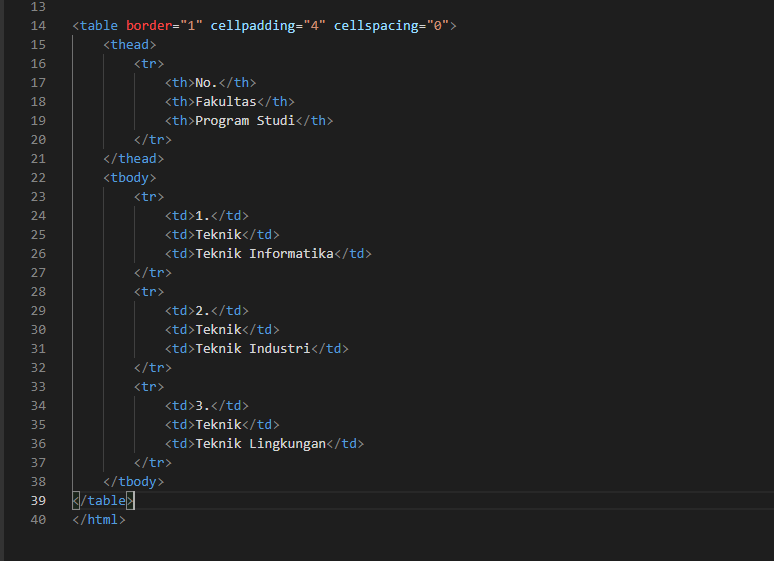 13
14 <table border="1" cellpadding="4" cellspacing="0">
15 <thead>
16 <tr>
17 <th>No.</th>
18 <th>Fakultas</th>
19 <th>Program Studi</th>
20 </tr>
21 </thead>
22 <tbody>
23 <tr>
24 <td>1.</td>
25 <td>Teknik</td>
26 <td>Teknik Informatika</td>
27 </tr>
28 <tr>
29 <td>2.</td>
30 <td>Teknik</td>
31 <td>Teknik Industri</td>
32 </tr>
33 <tr>
34 <td>3.</td>
35 <td>Teknik</td>
36 <td>Teknik Lingkungan</td>
37 </tr>
38 </tbody>
39 </table>
40 </html>